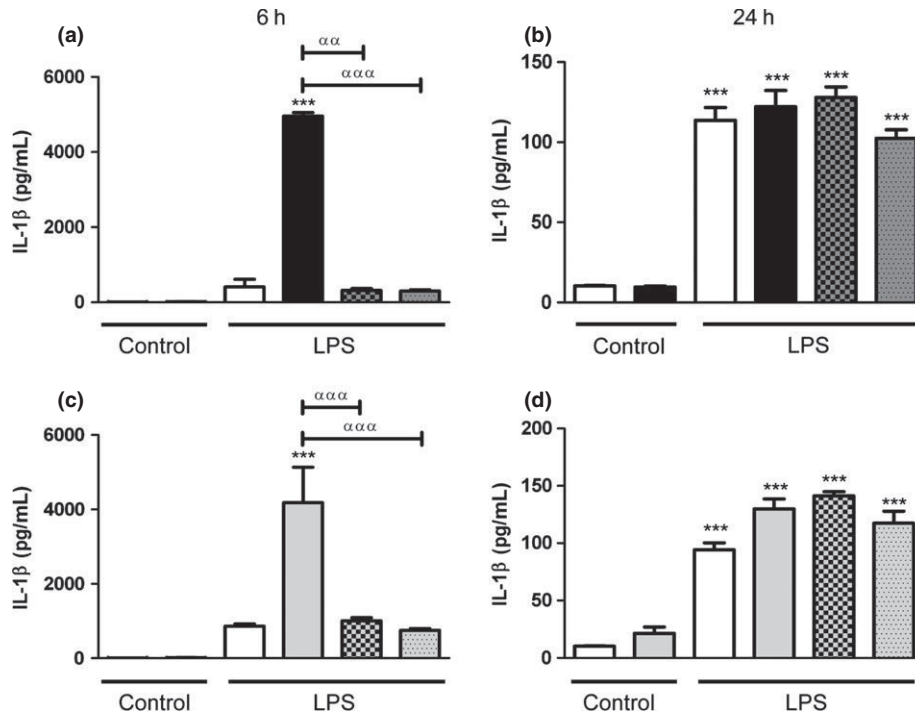 6 h
24 h
(a)
(b)
αα
ααα
***
IL-1β (pg/mL)
6000
4000
2000
0
Control
LPS
***
***
***
***
IL-1β (pg/mL)
150
100
50
0
Control
LPS
(c)
(d)
ααα
ααα
***
IL-1β (pg/mL)
6000
4000
2000
0
Control
LPS
***
***
***
***
IL-1β (pg/mL)
200
150
100
50
0
Control
LPS